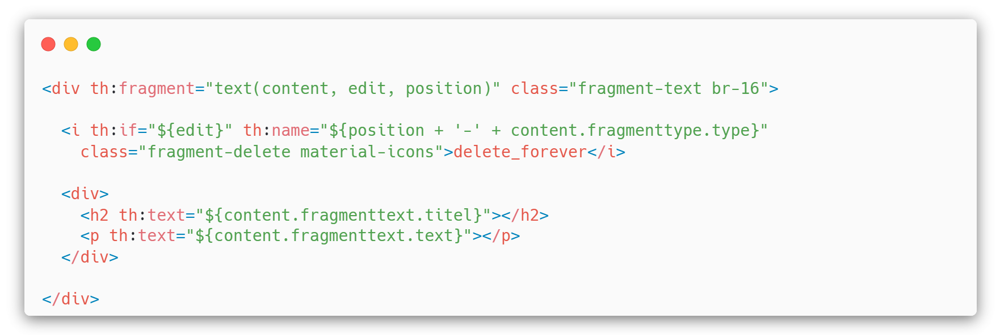 <div th:fragment="text(content, edit, position)" class="fragment-text br-16">
<i th:if="${edit}" th:name="${position + '-' + content.fragmenttype.type}"
class="fragment-delete material-icons">delete_forever</i>
<div>
<h2 th:text="${content.fragmenttext.titel}"></h2>
<p th:text="${content.fragmenttext.text}"></p>
</div>
</div>